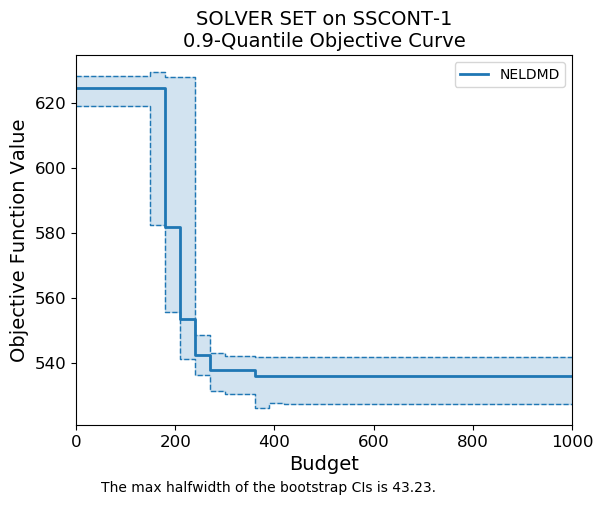 SOLVER SET on SSCONT-1
0.9-Quantile Objective Curve
NELDMD
Objective Function Value
620
600
580
560
540
0 200 400 600 800 1000
Budget
The max halfwidth of the bootstrap CIs is 43.23.